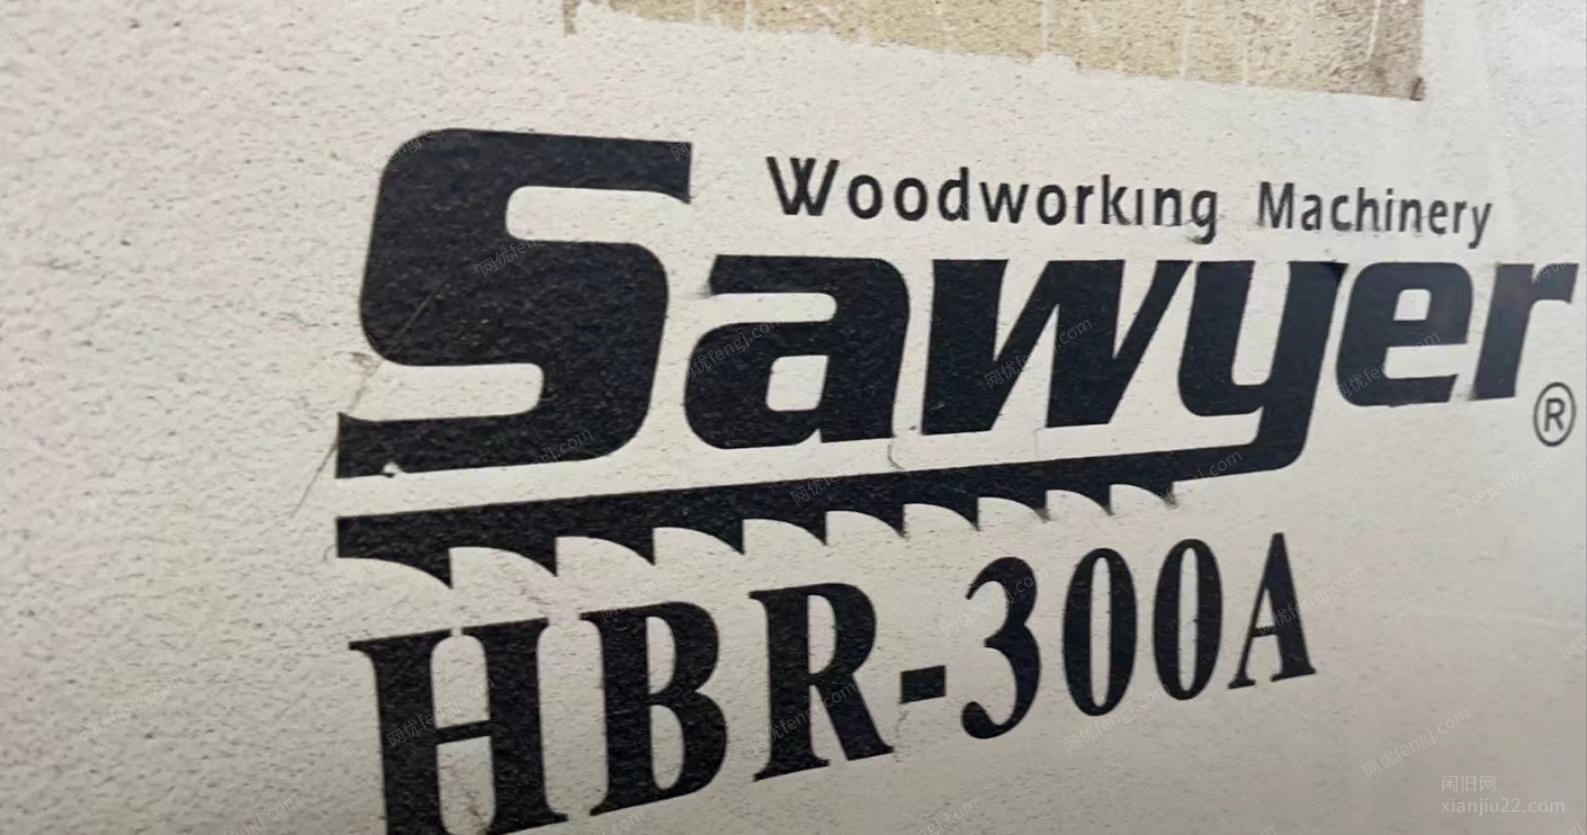 Woodworking Machinery
Sawyer®
HBR-300A
闲旧网
xianjiu22.com